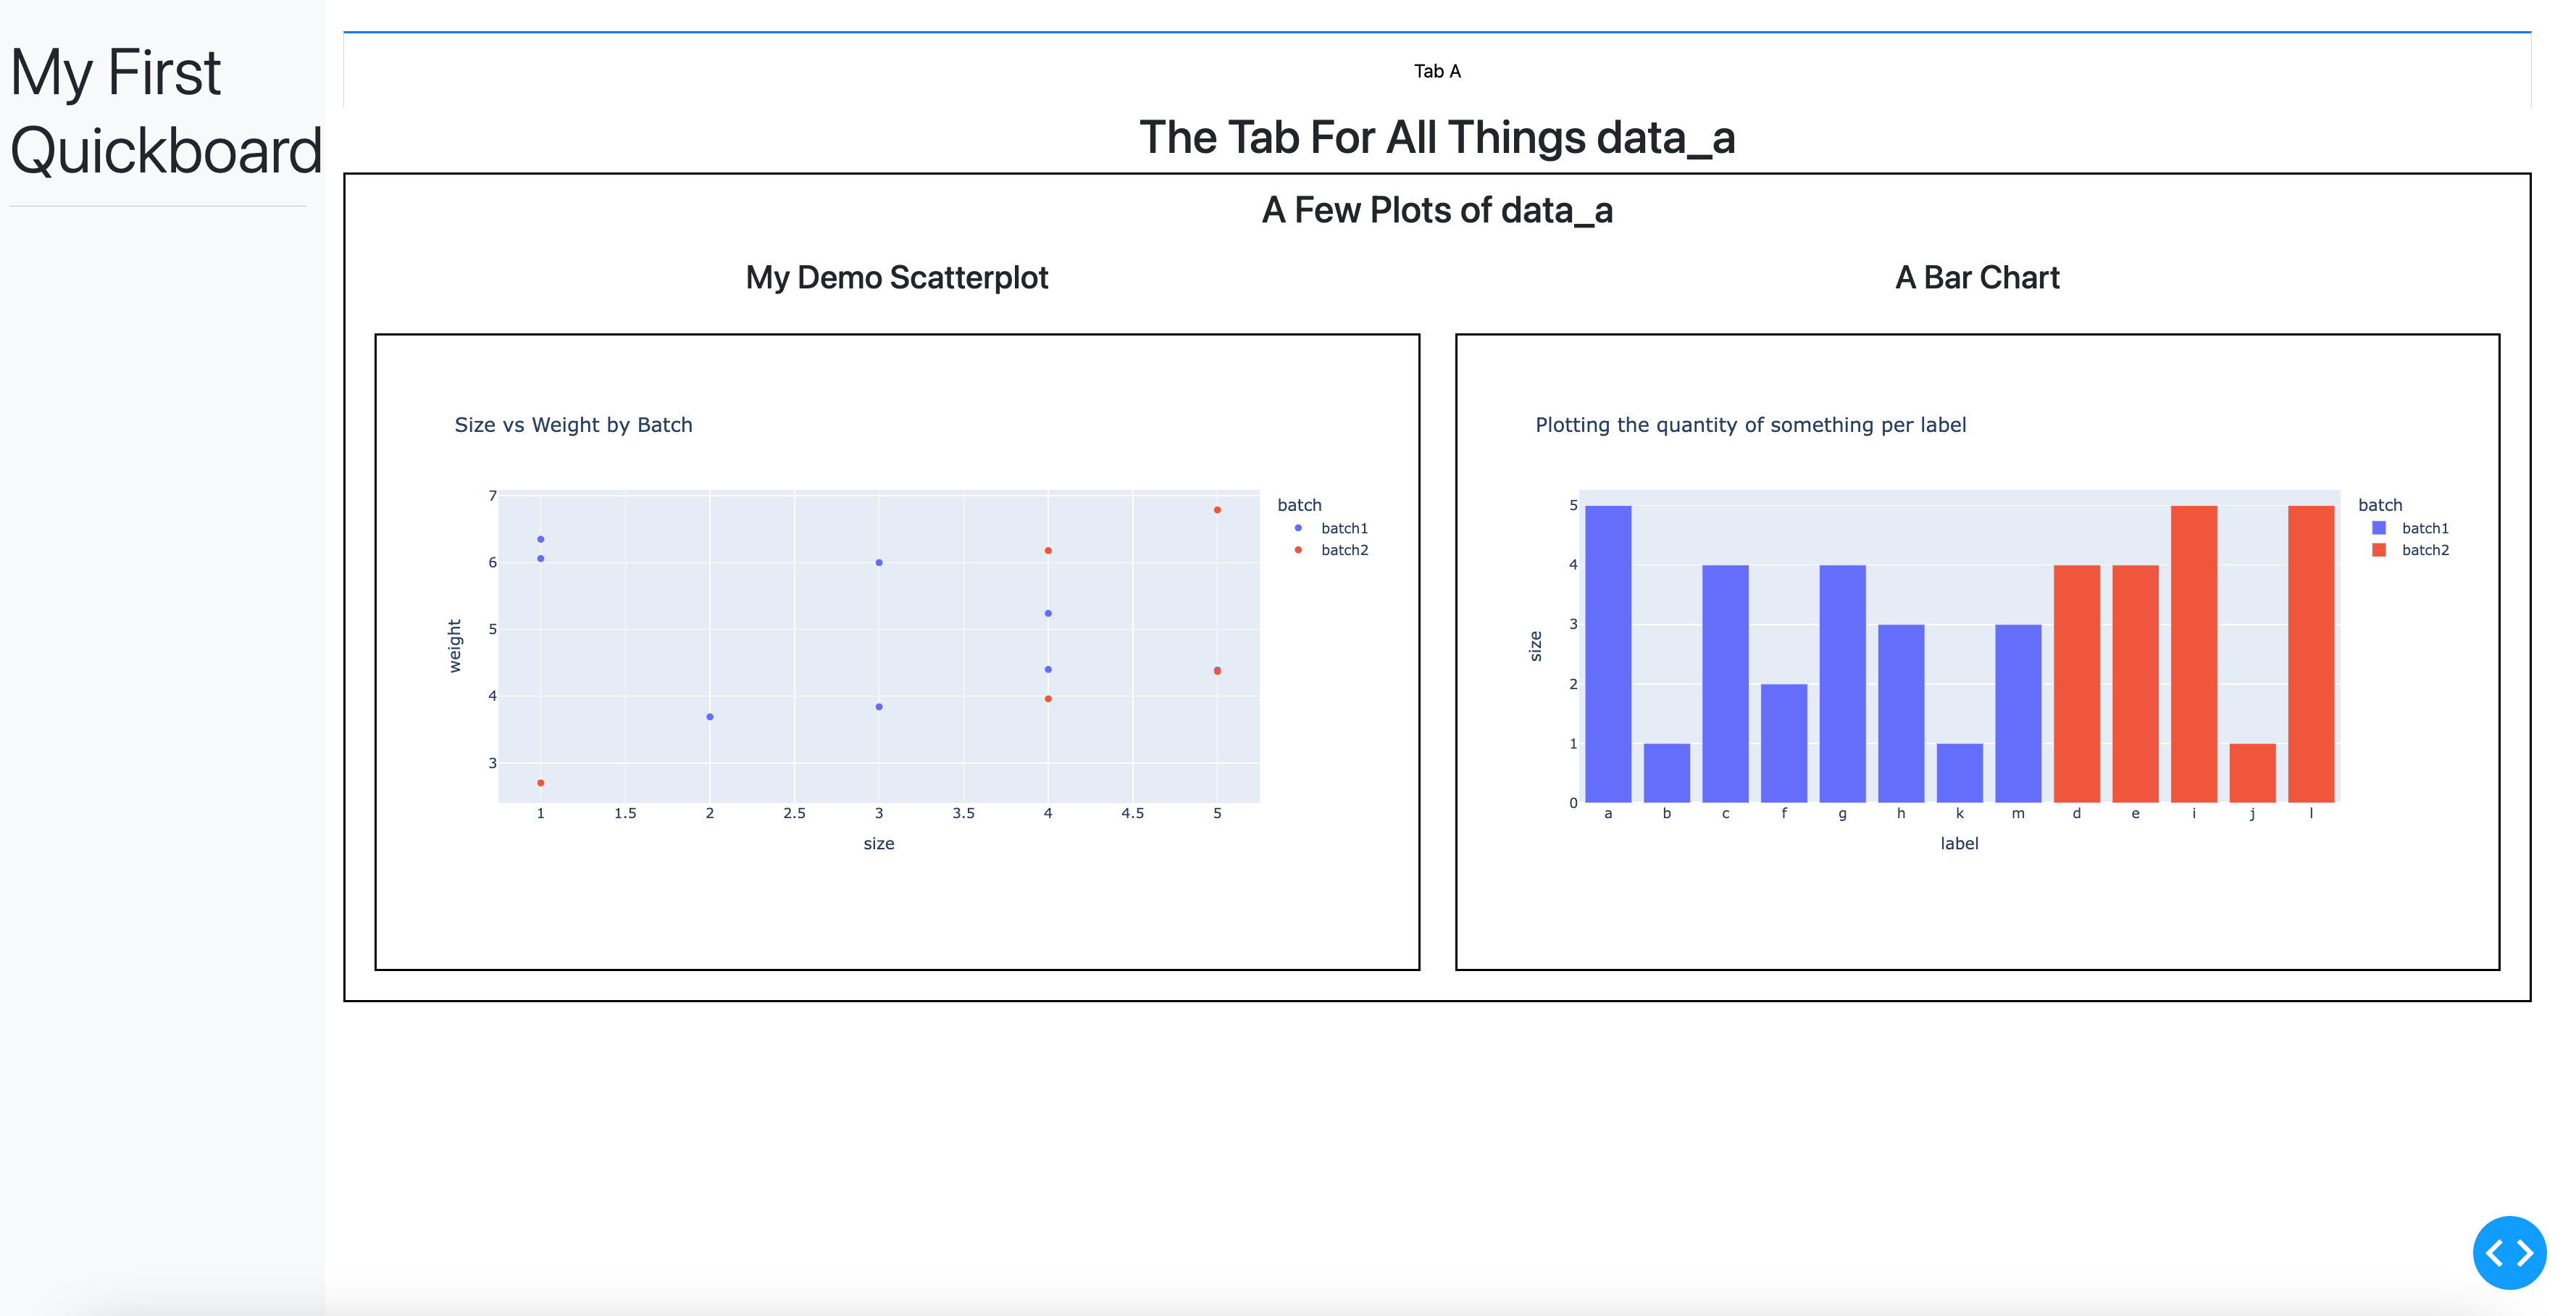 My First
Quickboard
Tab A
The Tab For All Things data_a
A Few Plots of data_a
My Demo Scatterplot
Size vs Weight by Batch
7
6
5
4
3
weight
1 1.5 2 2.5 3 3.5 4 4.5 5
size
batch
batch1
batch2
A Bar Chart
Plotting the quantity of something per label
5
4
3
2
1
0
size
a b c f g h k m d e i j l
label
batch
batch1
batch2